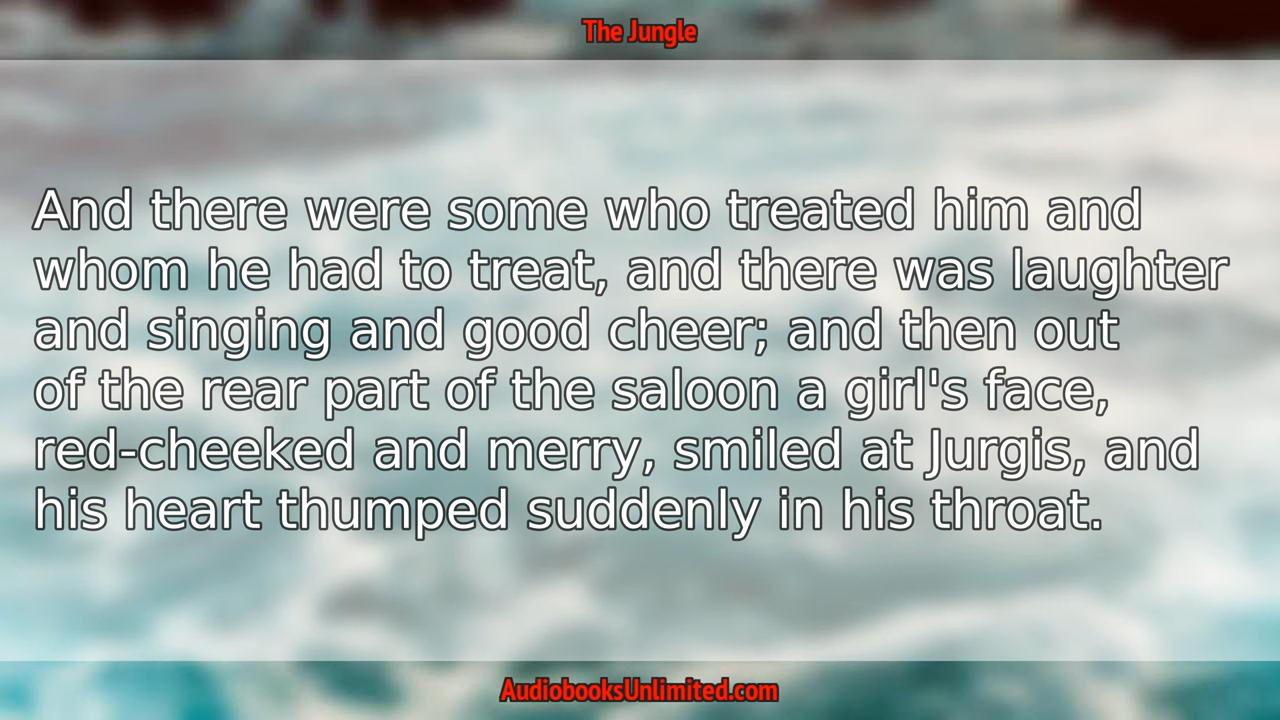 The Jungle
And there were some who treated him and
whom he had to treat, and there was laughter
and singing and good cheer; and then out
of the rear part of the saloon a girl's face,
red-cheeked and merry, smiled at Jurgis, and
his heart thumped suddenly in his throat.
AudiobooksUnlimited.com